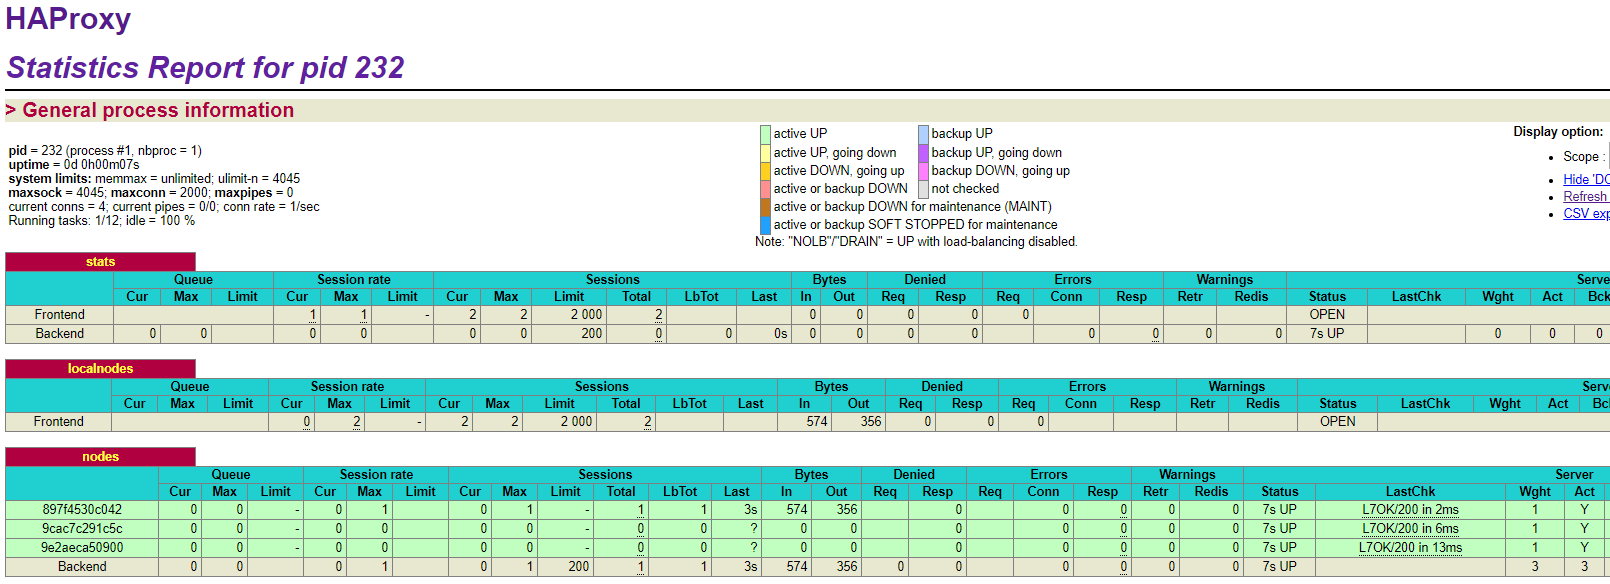 HAProxy
Statistics Report for pid 232
> General process information
pid = 232 (process #1, nbproc = 1)
uptime = 0d 0h00m07s
system limits: memmax = unlimited; ulimit-n = 4045
maxsock = 4045; maxconn = 2000; maxpipes = 0
current conns = 4; current pipes = 0/0; conn rate = 1/sec
Running tasks: 1/12; idle = 100 %
active UP backup UP
active UP, going down backup UP, going down
active DOWN, going up backup DOWN, going up
active or backup DOWN not checked
active or backup DOWN for maintenance (MAINT)
active or backup SOFT STOPPED for maintenance
Note: "NOLB"/"DRAIN" = UP with load-balancing disabled.
Display option:
• Scope :
• Hide 'DO
• Refresh
• CSV exp
stats
Queue Session rate Sessions Bytes Denied Errors Warnings Serve
Cur Max Limit Cur Max Limit Cur Max Limit Total LbTot Last In Out Req Resp Req Conn Resp Retr Redis Status LastChk Wght Act Bck
Frontend 1 1 - 2 2 2 000 2 0 0 0 0 0 OPEN
Backend 0 0 0 0 0 0 200 0 0 0s 0 0 0 0 0 0 0 0 7s UP 0 0 0
localnodes
Queue Session rate Sessions Bytes Denied Errors Warnings Serve
Cur Max Limit Cur Max Limit Cur Max Limit Total LbTot Last In Out Req Resp Req Conn Resp Retr Redis Status LastChk Wght Act B
Frontend 0 2 - 2 2 2 000 2 574 356 0 0 0 OPEN
nodes
Queue Session rate Sessions Bytes Denied Errors Warnings Server
Cur Max Limit Cur Max Limit Cur Max Limit Total LbTot Last In Out Req Resp Req Conn Resp Retr Redis Status LastChk Wght Act
897f4530c042 0 0 - 0 1 0 1 - 1 1 3s 574 356 0 0 0 0 0 7s UP L7OK/200 in 2ms 1 Y
9cac7c291c5c 0 0 - 0 0 0 0 - 0 0 ? 0 0 0 0 0 0 0 7s UP L7OK/200 in 6ms 1 Y
9e2aeca50900 0 0 - 0 0 0 0 - 0 0 ? 0 0 0 0 0 0 0 7s UP L7OK/200 in 13ms 1 Y
Backend 0 0 0 1 0 1 200 1 1 3s 574 356 0 0 0 0 0 0 7s UP 3 3